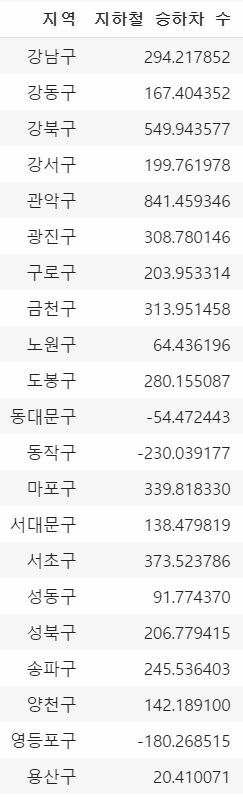 지역 지하철 승하차 수
강남구 294.217852
강동구 167.404352
강북구 549.943577
강서구 199.761978
관악구 841.459346
광진구 308.780146
구로구 203.953314
금천구 313.951458
노원구 64.436196
도봉구 280.155087
동대문구 -54.472443
동작구 -230.039177
마포구 339.818330
서대문구 138.479819
서초구 373.523786
성동구 91.774370
성북구 206.779415
송파구 245.536403
양천구 142.189100
영등포구 -180.268515
용산구 20.410071